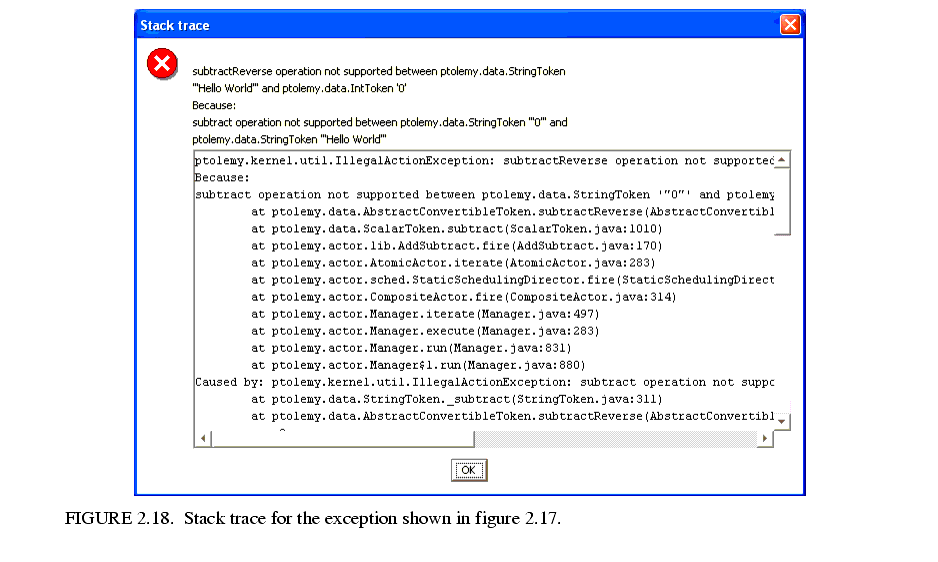 Stack trace
subtractReverse operation not supported between ptolemy.data.StringToken
'"Hello World"' and ptolemy.data.IntToken '0'
Because:
subtract operation not supported between ptolemy.data.StringToken '"0"' and
ptolemy.data.StringToken '"Hello World"'
ptolemy.kernel.util.IllegalActionException: subtractReverse operation not supported
Because:
subtract operation not supported between ptolemy.data.StringToken '"0"' and ptolemy
at ptolemy.data.AbstractConvertibleToken.subtractReverse(AbstractConvertibl
at ptolemy.data.ScalarToken.subtract(ScalarToken.java:1010)
at ptolemy.actor.lib.AddSubtract.fire(AddSubtract.java:170)
at ptolemy.actor.AtomicActor.iterate(AtomicActor.java:283)
at ptolemy.actor.sched.StaticSchedulingDirector.fire(StaticSchedulingDirect
at ptolemy.actor.CompositeActor.fire(CompositeActor.java:314)
at ptolemy.actor.Manager.iterate(Manager.java:497)
at ptolemy.actor.Manager.execute(Manager.java:283)
at ptolemy.actor.Manager.run(Manager.java:831)
at ptolemy.actor.Manager$1.run(Manager.java:880)
Caused by: ptolemy.kernel.util.IllegalActionException: subtract operation not suppo
at ptolemy.data.StringToken._subtract(StringToken.java:311)
at ptolemy.data.AbstractConvertibleToken.subtractReverse(AbstractConvertibl
OK
FIGURE 2.18. Stack trace for the exception shown in figure 2.17.